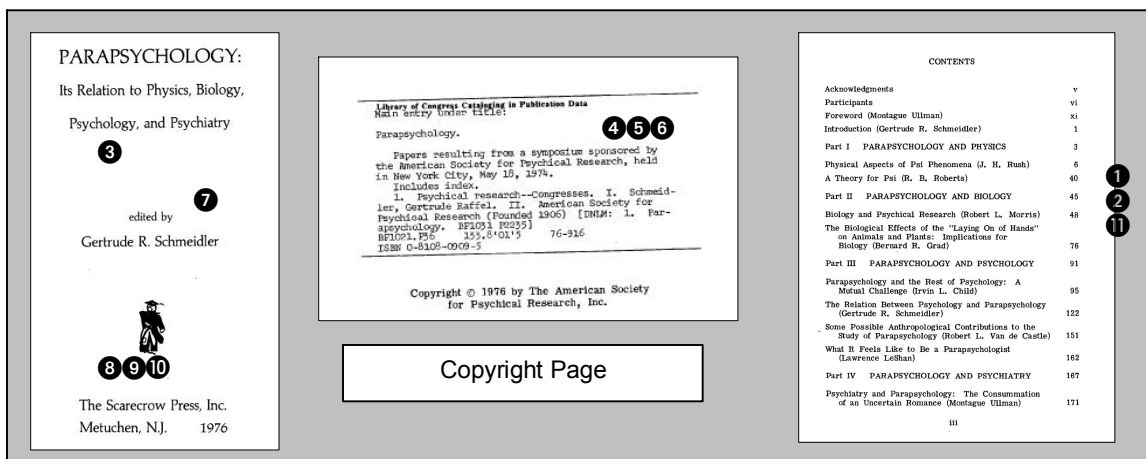 PARAPSYCHOLOGY:
Its Relation to Physics, Biology,
Psychology, and Psychiatry
3
7
edited by
Gertrude R. Schmeidler
8 9 10
The Scarecrow Press, Inc.
Metuchen, N.J. 1976
Library of Congress Cataloging in Publication Data
Main entry under title:
Parapsychology.
4 5 6
Papers resulting from a symposium sponsored by
the American Society for Psychical Research, held
in New York City, May 18, 1974.
Includes index.
1. Psychical research--Congresses. I. Schmeid-
ler, Gertrude Raffel. II. American Society for
Psychical Research (Founded 1906) [DNLM: 1. Par-
apsychology. BF1031 P2235]
BF1021.P36 133.8'01'5 76-916
ISBN 0-8108-0909-5
Copyright © 1976 by The American Society
for Psychical Research, Inc.
Copyright Page
CONTENTS
Acknowledgments v
Participants vi
Foreword (Montague Ullman) xi
Introduction (Gertrude R. Schmeidler) 1
Part I PARAPSYCHOLOGY AND PHYSICS 3
Physical Aspects of Psi Phenomena (J. H. Rush) 6
A Theory for Psi (R. B. Roberts) 40 1
Part II PARAPSYCHOLOGY AND BIOLOGY 45 2
Biology and Psychical Research (Robert L. Morris) 48 11
The Biological Effects of the "Laying On of Hands"
on Animals and Plants: Implications for
Biology (Bernard R. Grad) 76
Part III PARAPSYCHOLOGY AND PSYCHOLOGY 91
Parapsychology and the Rest of Psychology: A
Mutual Challenge (Irvin L. Child) 95
The Relation Between Psychology and Parapsychology
(Gertrude R. Schmeidler) 122
Some Possible Anthropological Contributions to the
Study of Parapsychology (Robert L. Van de Castle) 151
What It Feels Like to Be a Parapsychologist
(Lawrence LeShan) 162
Part IV PARAPSYCHOLOGY AND PSYCHIATRY 167
Psychiatry and Parapsychology: The Consummation
of an Uncertain Romance (Montague Ullman) 171
iii